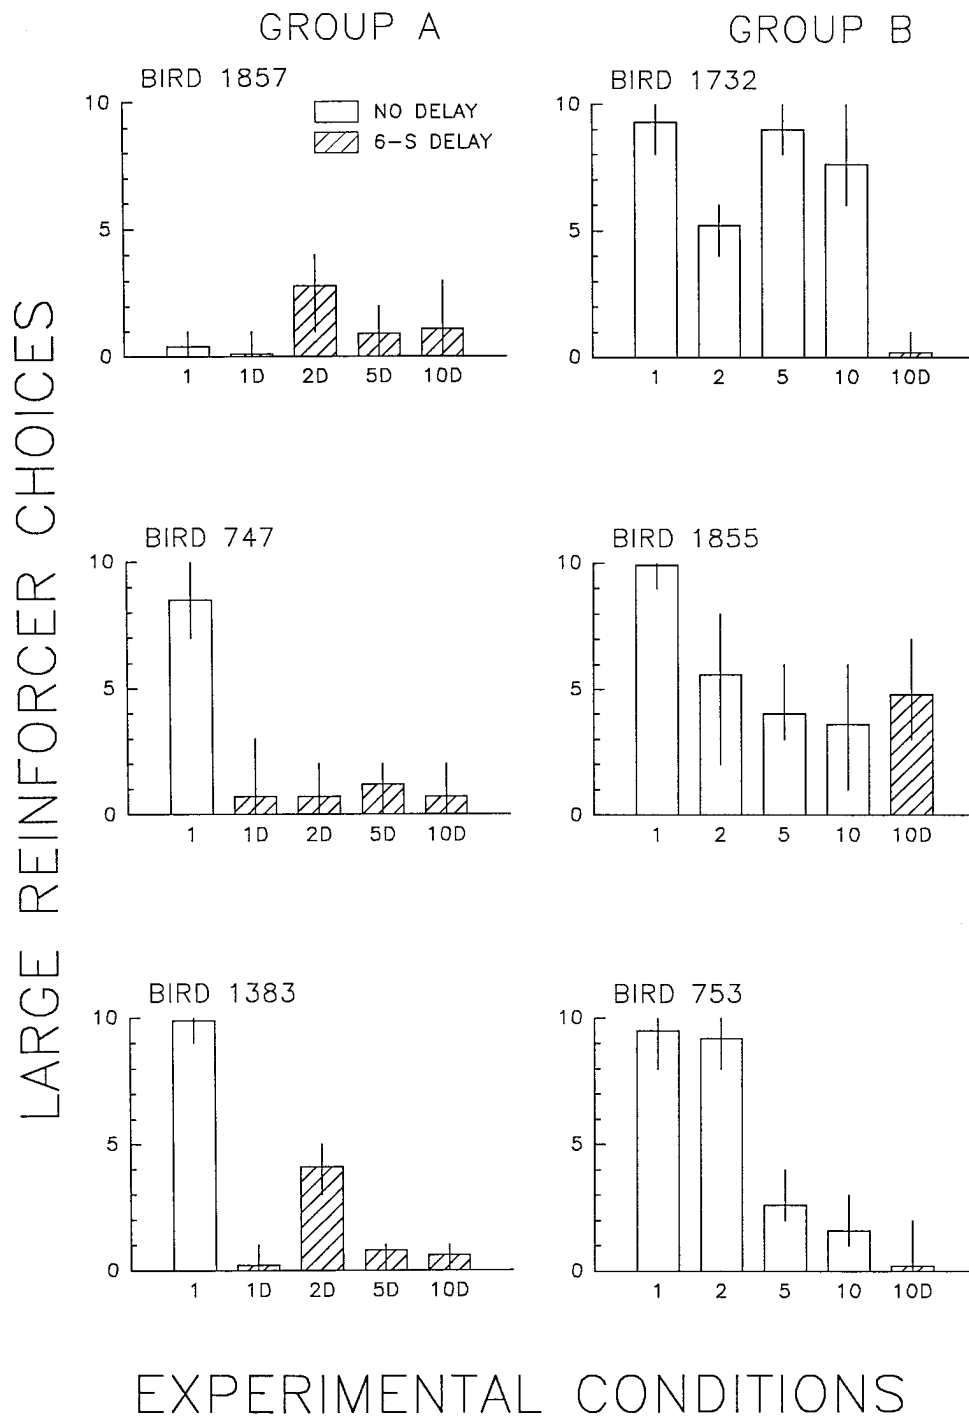 GROUP A
GROUP B
BIRD 1857
NO DELAY
6-S DELAY
10
5
0
1 1D 2D 5D 10D
BIRD 1732
10
5
0
1 2 5 10 10D
BIRD 747
10
5
0
1 1D 2D 5D 10D
BIRD 1855
10
5
0
1 2 5 10 10D
BIRD 1383
10
5
0
1 1D 2D 5D 10D
BIRD 753
10
5
0
1 2 5 10 10D
LARGE REINFORCER CHOICES
EXPERIMENTAL CONDITIONS